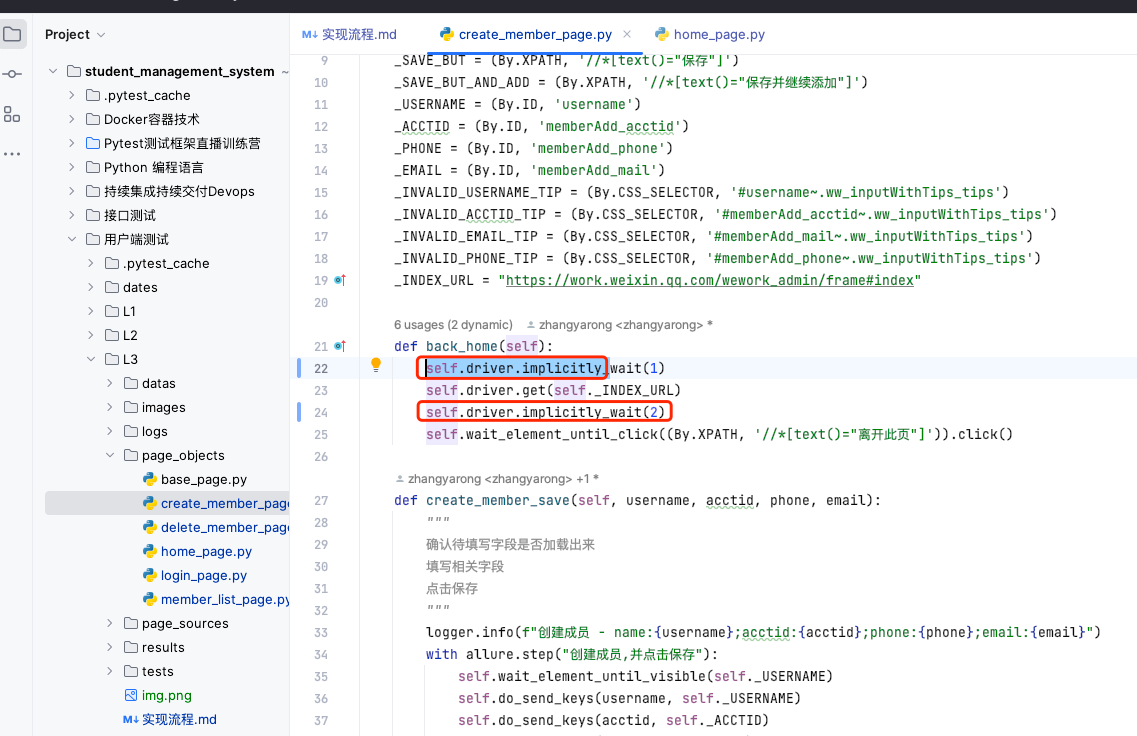 Project
student_management_system ~
.pytest_cache
Docker容器技术
Pytest测试框架直播训练营
Python 编程语言
持续集成持续交付Devops
接口测试
用户端测试
.pytest_cache
dates
L1
L2
L3
datas
images
logs
page_objects
base_page.py
create_member_page
delete_member_page
home_page.py
login_page.py
member_list_page.py
page_sources
results
tests
img.png
M↓ 实现流程.md
M↓ 实现流程.md create_member_page.py × home_page.py
9 _SAVE_BUT = (By.XPATH, '//*[text()="保存"]')
10 _SAVE_BUT_AND_ADD = (By.XPATH, '//*[text()="保存并继续添加"]')
11 _USERNAME = (By.ID, 'username')
12 _ACCTID = (By.ID, 'memberAdd_acctid')
13 _PHONE = (By.ID, 'memberAdd_phone')
14 _EMAIL = (By.ID, 'memberAdd_mail')
15 _INVALID_USERNAME_TIP = (By.CSS_SELECTOR, '#username~.ww_inputWithTips_tips')
16 _INVALID_ACCTID_TIP = (By.CSS_SELECTOR, '#memberAdd_acctid~.ww_inputWithTips_tips')
17 _INVALID_EMAIL_TIP = (By.CSS_SELECTOR, '#memberAdd_mail~.ww_inputWithTips_tips')
18 _INVALID_PHONE_TIP = (By.CSS_SELECTOR, '#memberAdd_phone~.ww_inputWithTips_tips')
19 _INDEX_URL = "https://work.weixin.qq.com/wework_admin/frame#index"
20
6 usages (2 dynamic) zhangyarong <zhangyarong> *
21 def back_home(self):
22 self.driver.implicitly_wait(1)
23 self.driver.get(self._INDEX_URL)
24 self.driver.implicitly_wait(2)
25 self.wait_element_until_click((By.XPATH, '//*[text()="离开此页"]')).click()
26
zhangyarong <zhangyarong> +1 *
27 def create_member_save(self, username, acctid, phone, email):
28 """
29 确认待填写字段是否加载出来
30 填写相关字段
31 点击保存
32 """
33 logger.info(f"创建成员 - name:{username};acctid:{acctid};phone:{phone};email:{email}")
34 with allure.step("创建成员,并点击保存"):
35 self.wait_element_until_visible(self._USERNAME)
36 self.do_send_keys(username, self._USERNAME)
37 self.do_send_keys(acctid, self._ACCTID)